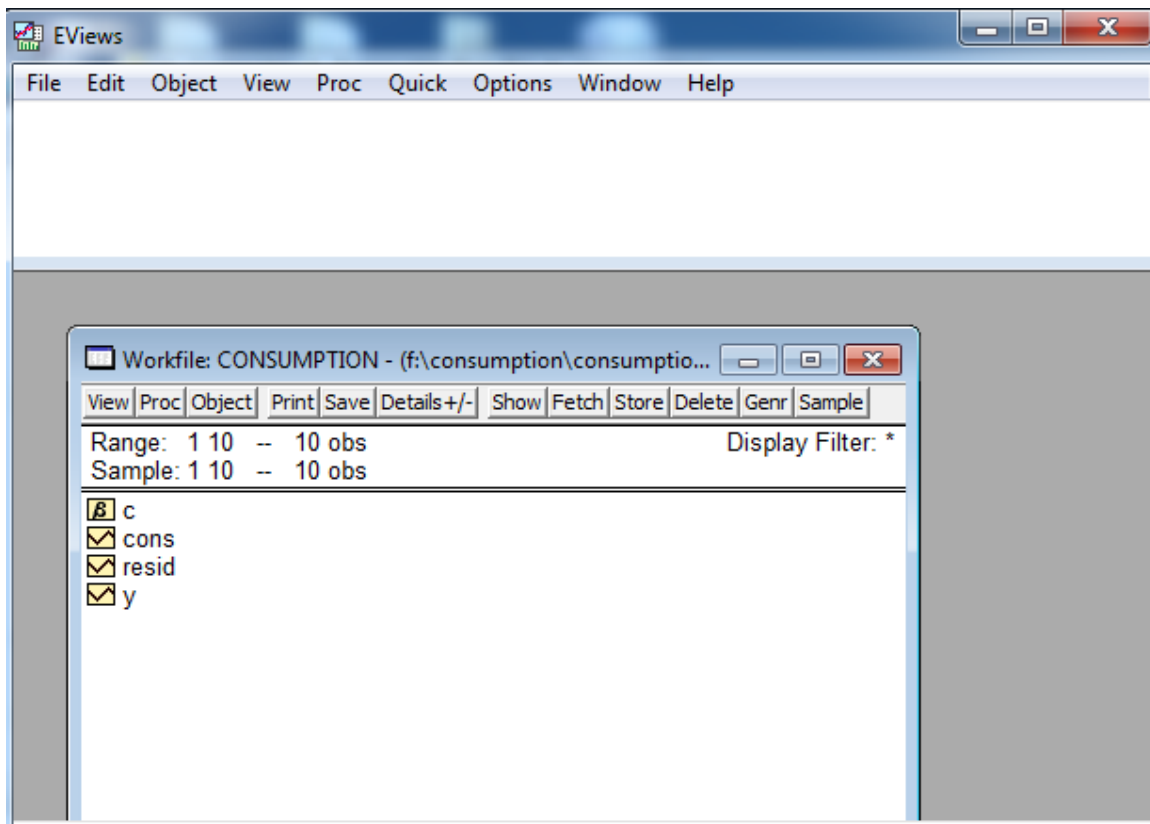 EViews
File Edit Object View Proc Quick Options Window Help
Workfile: CONSUMPTION - (f:\consumption\consumptio...
View Proc Object Print Save Details+/- Show Fetch Store Delete Genr Sample
Range: 1 10 -- 10 obs Display Filter: *
Sample: 1 10 -- 10 obs
β c
cons
resid
y